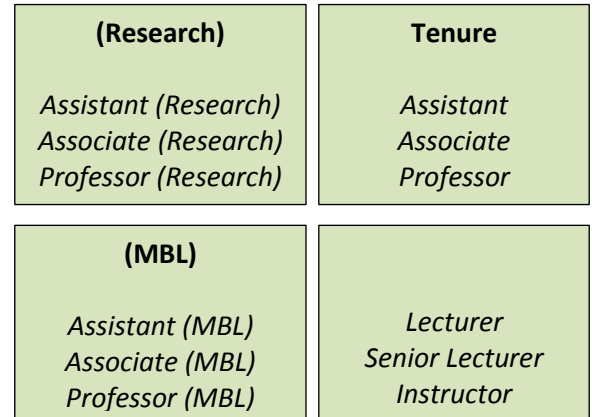 (Research)
Assistant (Research)
Associate (Research)
Professor (Research)
Tenure
Assistant
Associate
Professor
(MBL)
Assistant (MBL)
Associate (MBL)
Professor (MBL)
Lecturer
Senior Lecturer
Instructor